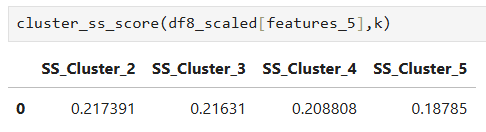 cluster_ss_score(df8_scaled[features_5],k)
SS_Cluster_2 SS_Cluster_3 SS_Cluster_4 SS_Cluster_5
0 0.217391 0.21631 0.208808 0.18785